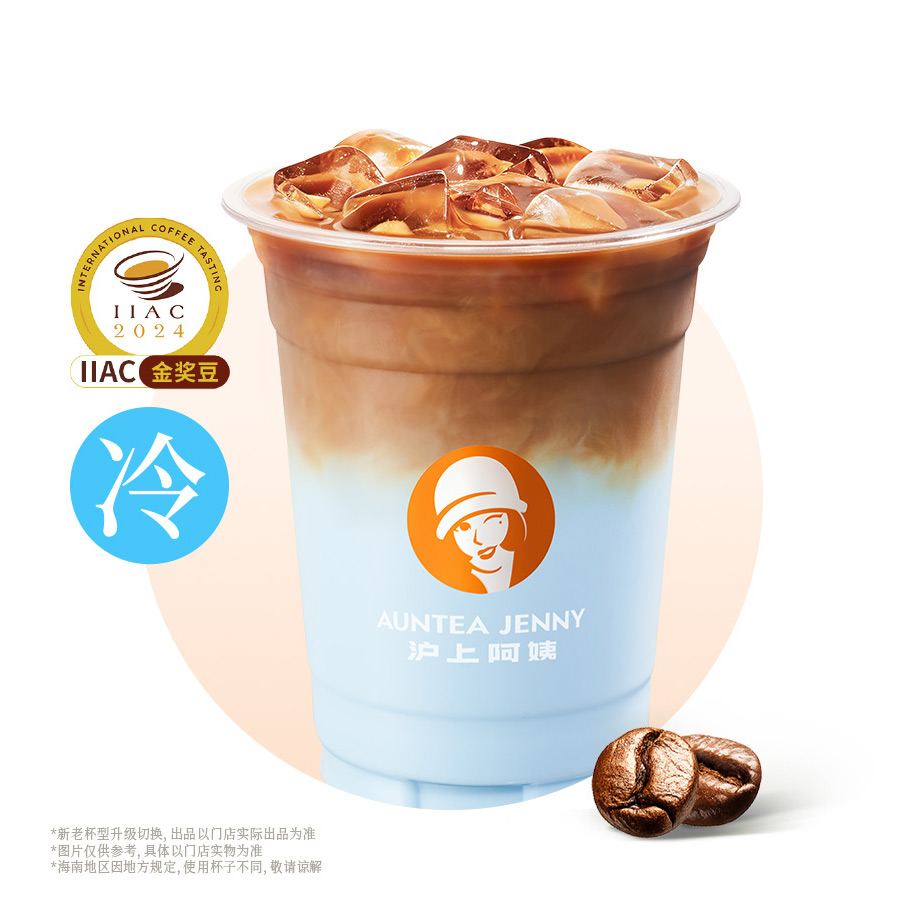 INTERNATIONAL COFFEE TASTING
IIAC
2024
IIAC 金奖豆
冷
AUNTEA JENNY
沪上阿姨
*新老杯型升级切换, 出品以门店实际出品为准
*图片仅供参考, 具体以门店实物为准
*海南地区因地方规定, 使用杯子不同, 敬请谅解